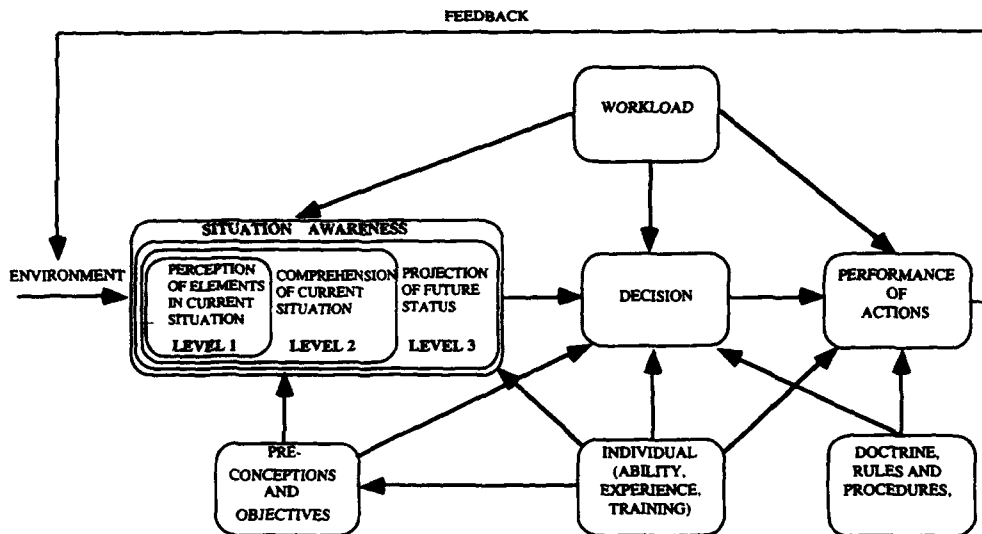 FEEDBACK
WORKLOAD
SITUATION AWARENESS
ENVIRONMENT
PERCEPTION
OF ELEMENTS
IN CURRENT
SITUATION
LEVEL 1
COMPREHENSION
OF CURRENT
SITUATION
LEVEL 2
PROJECTION
OF FUTURE
STATUS
LEVEL 3
DECISION
PERFORMANCE
OF
ACTIONS
PRE-
CONCEPTIONS
AND
OBJECTIVES
INDIVIDUAL
(ABILITY,
EXPERIENCE,
TRAINING)
DOCTRINE,
RULES AND
PROCEDURES,